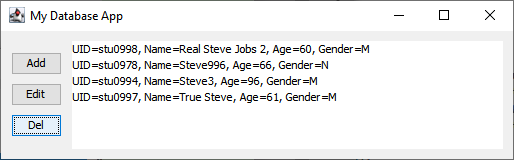 My Database App
Add
Edit
Del
UID=stu0998, Name=Real Steve Jobs 2, Age=60, Gender=M
UID=stu0978, Name=Steve996, Age=66, Gender=N
UID=stu0994, Name=Steve3, Age=96, Gender=M
UID=stu0997, Name=True Steve, Age=61, Gender=M